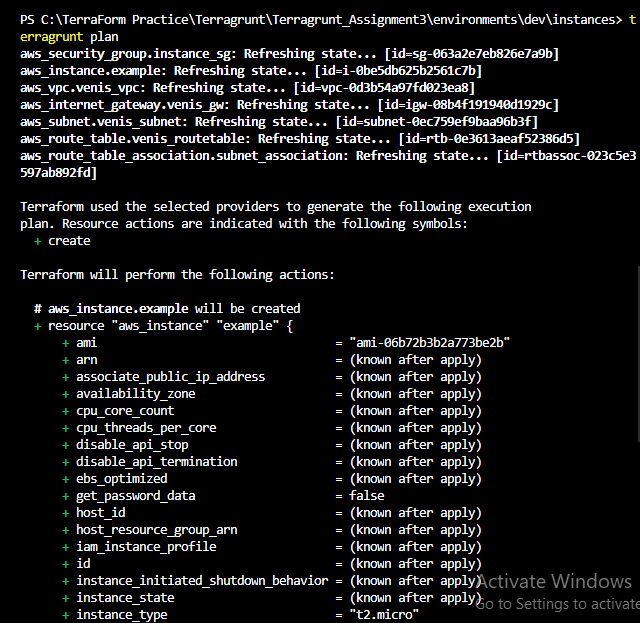 PS C:\TerraForm Practice\Terragrunt\Terragrunt_Assignment3\environments\dev\instances> t
erragrunt plan
aws_security_group.instance_sg: Refreshing state... [id=sg-063a2e7eb826e7a9b]
aws_instance.example: Refreshing state... [id=i-0be5db625b2561c7b]
aws_vpc.venis_vpc: Refreshing state... [id=vpc-0d3b54a97fd023ea8]
aws_internet_gateway.venis_gw: Refreshing state... [id=igw-08b4f191940d1929c]
aws_subnet.venis_subnet: Refreshing state... [id=subnet-0ec759ef9baa96b3f]
aws_route_table.venis_routetable: Refreshing state... [id=rtb-0e3613aeaf52386d5]
aws_route_table_association.subnet_association: Refreshing state... [id=rtbassoc-023c5e3
597ab892fd]
Terraform used the selected providers to generate the following execution
plan. Resource actions are indicated with the following symbols:
+ create
Terraform will perform the following actions:
# aws_instance.example will be created
+ resource "aws_instance" "example" {
+ ami = "ami-06b72b3b2a773be2b"
+ arn = (known after apply)
+ associate_public_ip_address = (known after apply)
+ availability_zone = (known after apply)
+ cpu_core_count = (known after apply)
+ cpu_threads_per_core = (known after apply)
+ disable_api_stop = (known after apply)
+ disable_api_termination = (known after apply)
+ ebs_optimized = (known after apply)
+ get_password_data = false
+ host_id = (known after apply)
+ host_resource_group_arn = (known after apply)
+ iam_instance_profile = (known after apply)
+ id = (known after apply)
+ instance_initiated_shutdown_behavior = (known after apply)
+ instance_state = (known after apply)
+ instance_type = "t2.micro"
Activate Windows
Go to Settings to activate